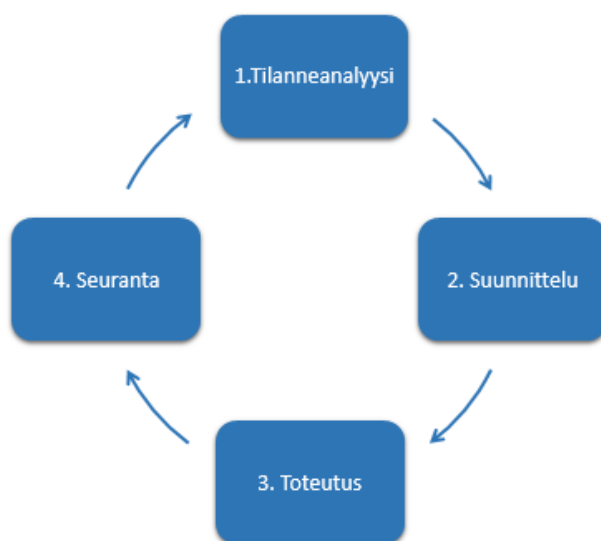 1.Tilanneanalyysi
2. Suunnittelu
3. Toteutus
4. Seuranta